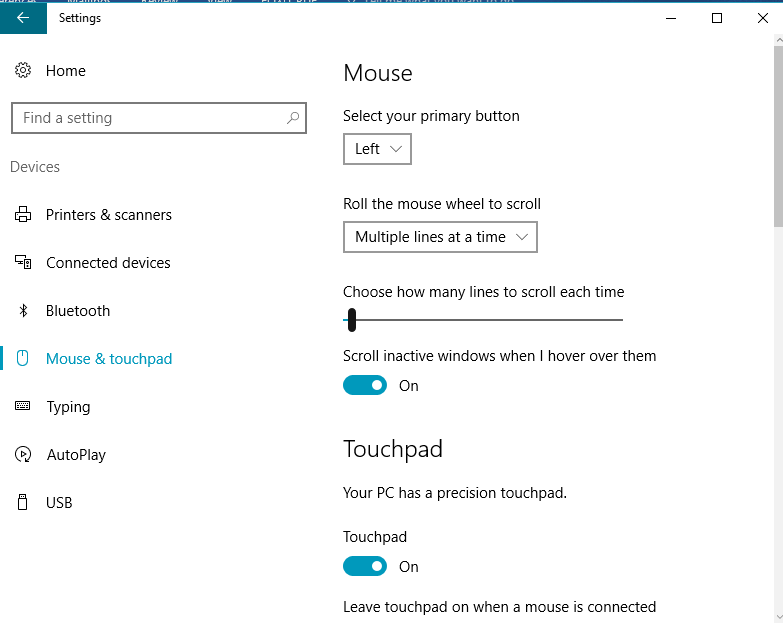 Settings
Home
Find a setting
Devices
Printers & scanners
Connected devices
Bluetooth
Mouse & touchpad
Typing
AutoPlay
USB
Mouse
Select your primary button
Left
Roll the mouse wheel to scroll
Multiple lines at a time
Choose how many lines to scroll each time
Scroll inactive windows when I hover over them
On
Touchpad
Your PC has a precision touchpad.
Touchpad
On
Leave touchpad on when a mouse is connected